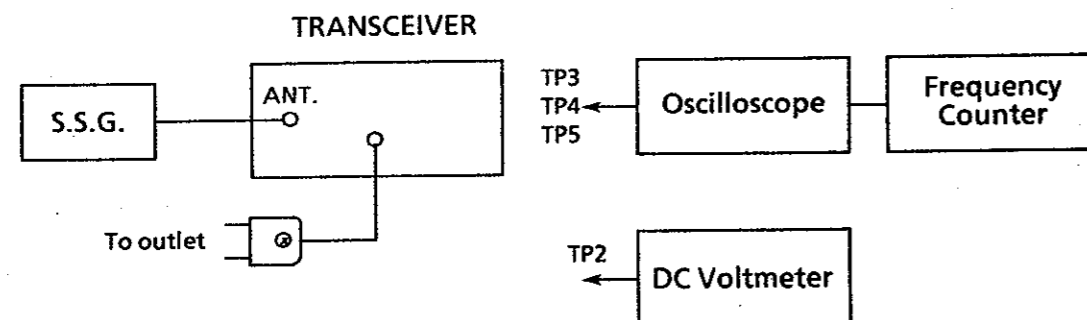 TRANSCEIVER
S.S.G.
ANT.
To outlet
TP3
TP4
TP5
Oscilloscope
Frequency
Counter
TP2
DC Voltmeter